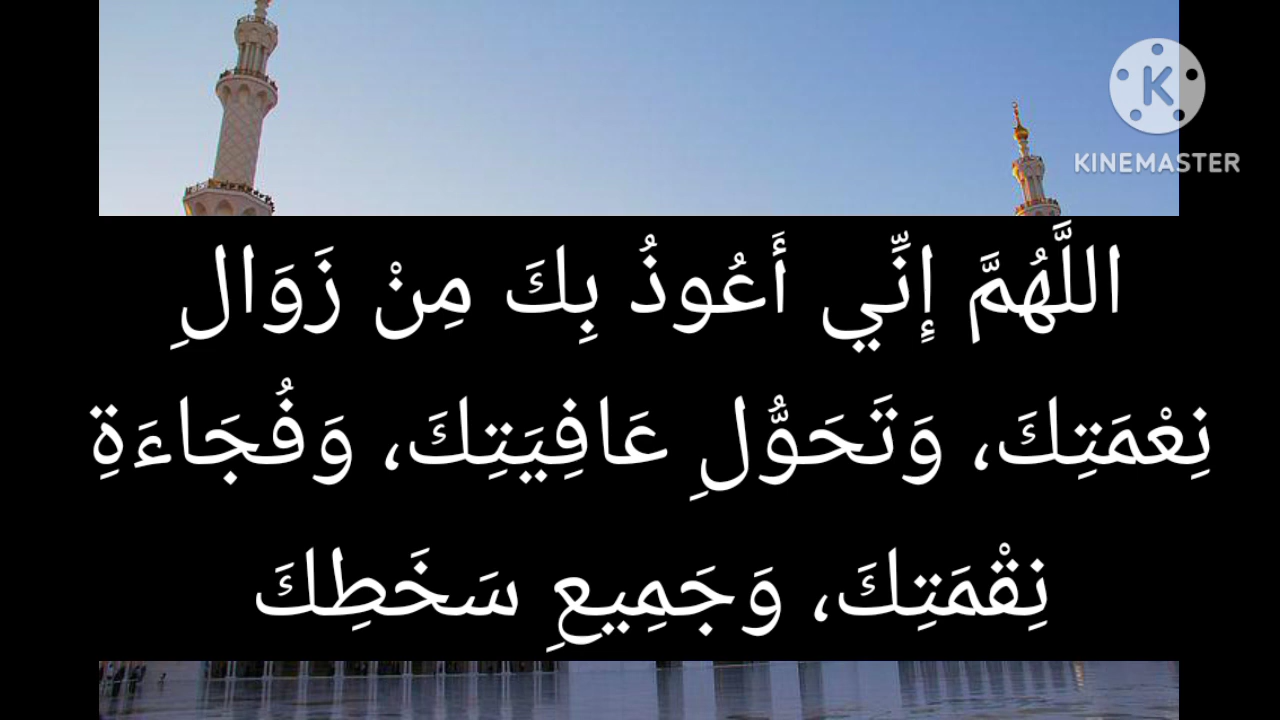 K
KINEMASTER
اللَّهُمَّ إِنِّي أَعُوذُ بِكَ مِنْ زَوَالِ
نِعْمَتِكَ، وَتَحَوُّلِ عَافِيَتِكَ، وَفُجَاءَةِ
نِقْمَتِكَ، وَجَمِيعِ سَخَطِكَ